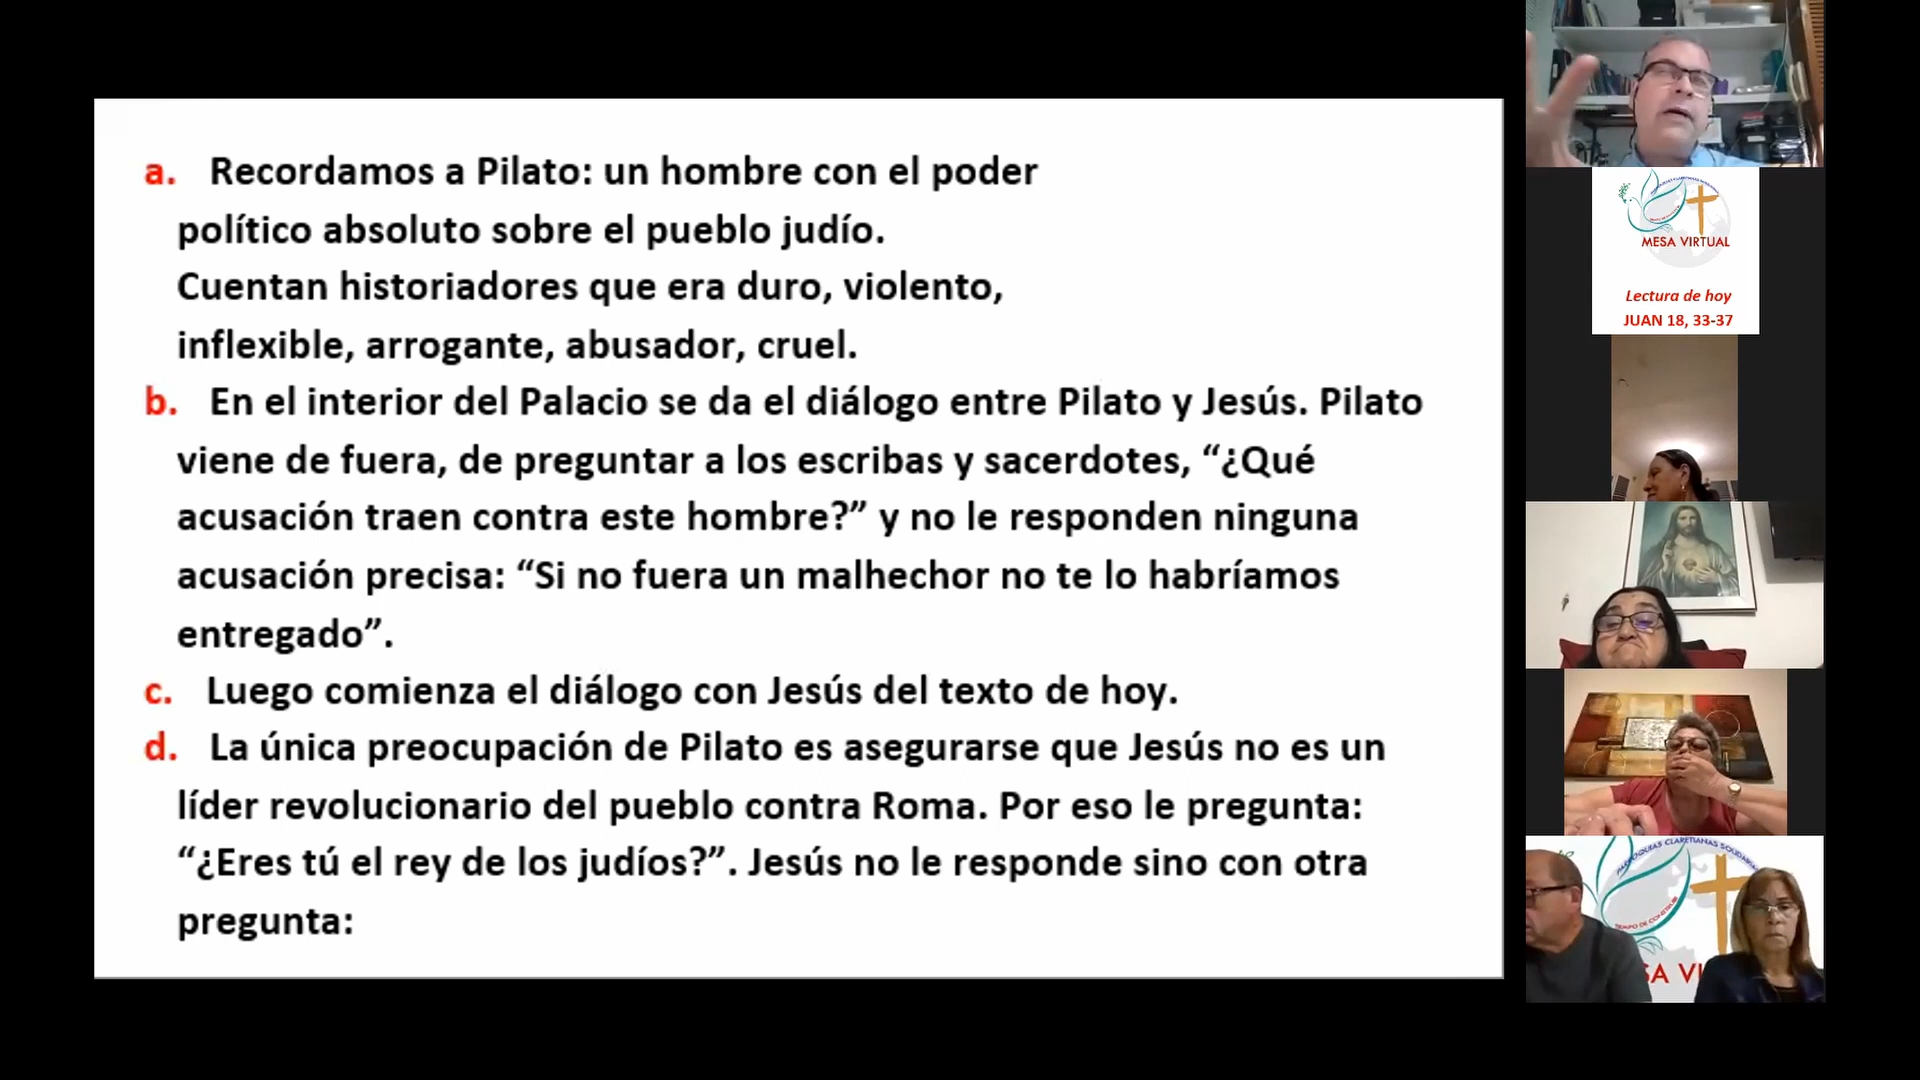 a. Recordamos a Pilato: un hombre con el poder
político absoluto sobre el pueblo judío.
Cuentan historiadores que era duro, violento,
inflexible, arrogante, abusador, cruel.
b. En el interior del Palacio se da el diálogo entre Pilato y Jesús. Pilato
viene de fuera, de preguntar a los escribas y sacerdotes, “¿Qué
acusación traen contra este hombre?” y no le responden ninguna
acusación precisa: “Si no fuera un malhechor no te lo habríamos
entregado”.
c. Luego comienza el diálogo con Jesús del texto de hoy.
d. La única preocupación de Pilato es asegurarse que Jesús no es un
líder revolucionario del pueblo contra Roma. Por eso le pregunta:
“¿Eres tú el rey de los judíos?”. Jesús no le responde sino con otra
pregunta:
MESA VIRTUAL
Lectura de hoy
JUAN 18, 33-37
CLARETIANAS
TIEMPO DE
SA VI